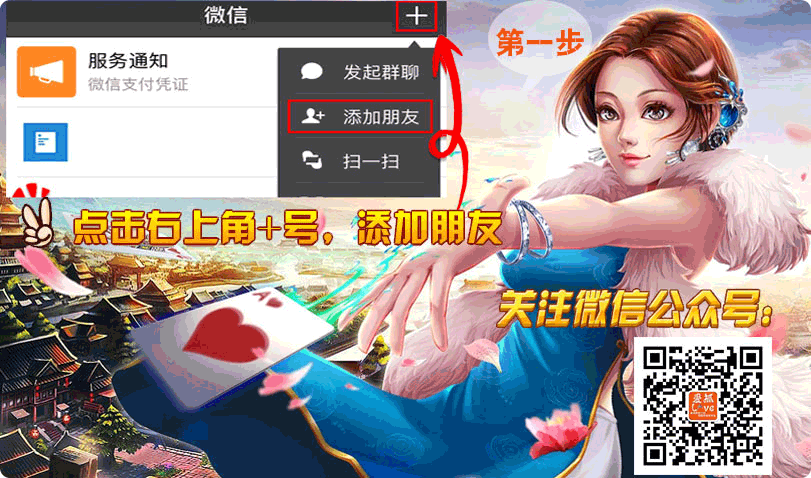 微信
第一步
服务通知
微信支付凭证
发起群聊
添加朋友
扫一扫
点击右上角+号，添加朋友
A
关注微信公众号：
爱抓